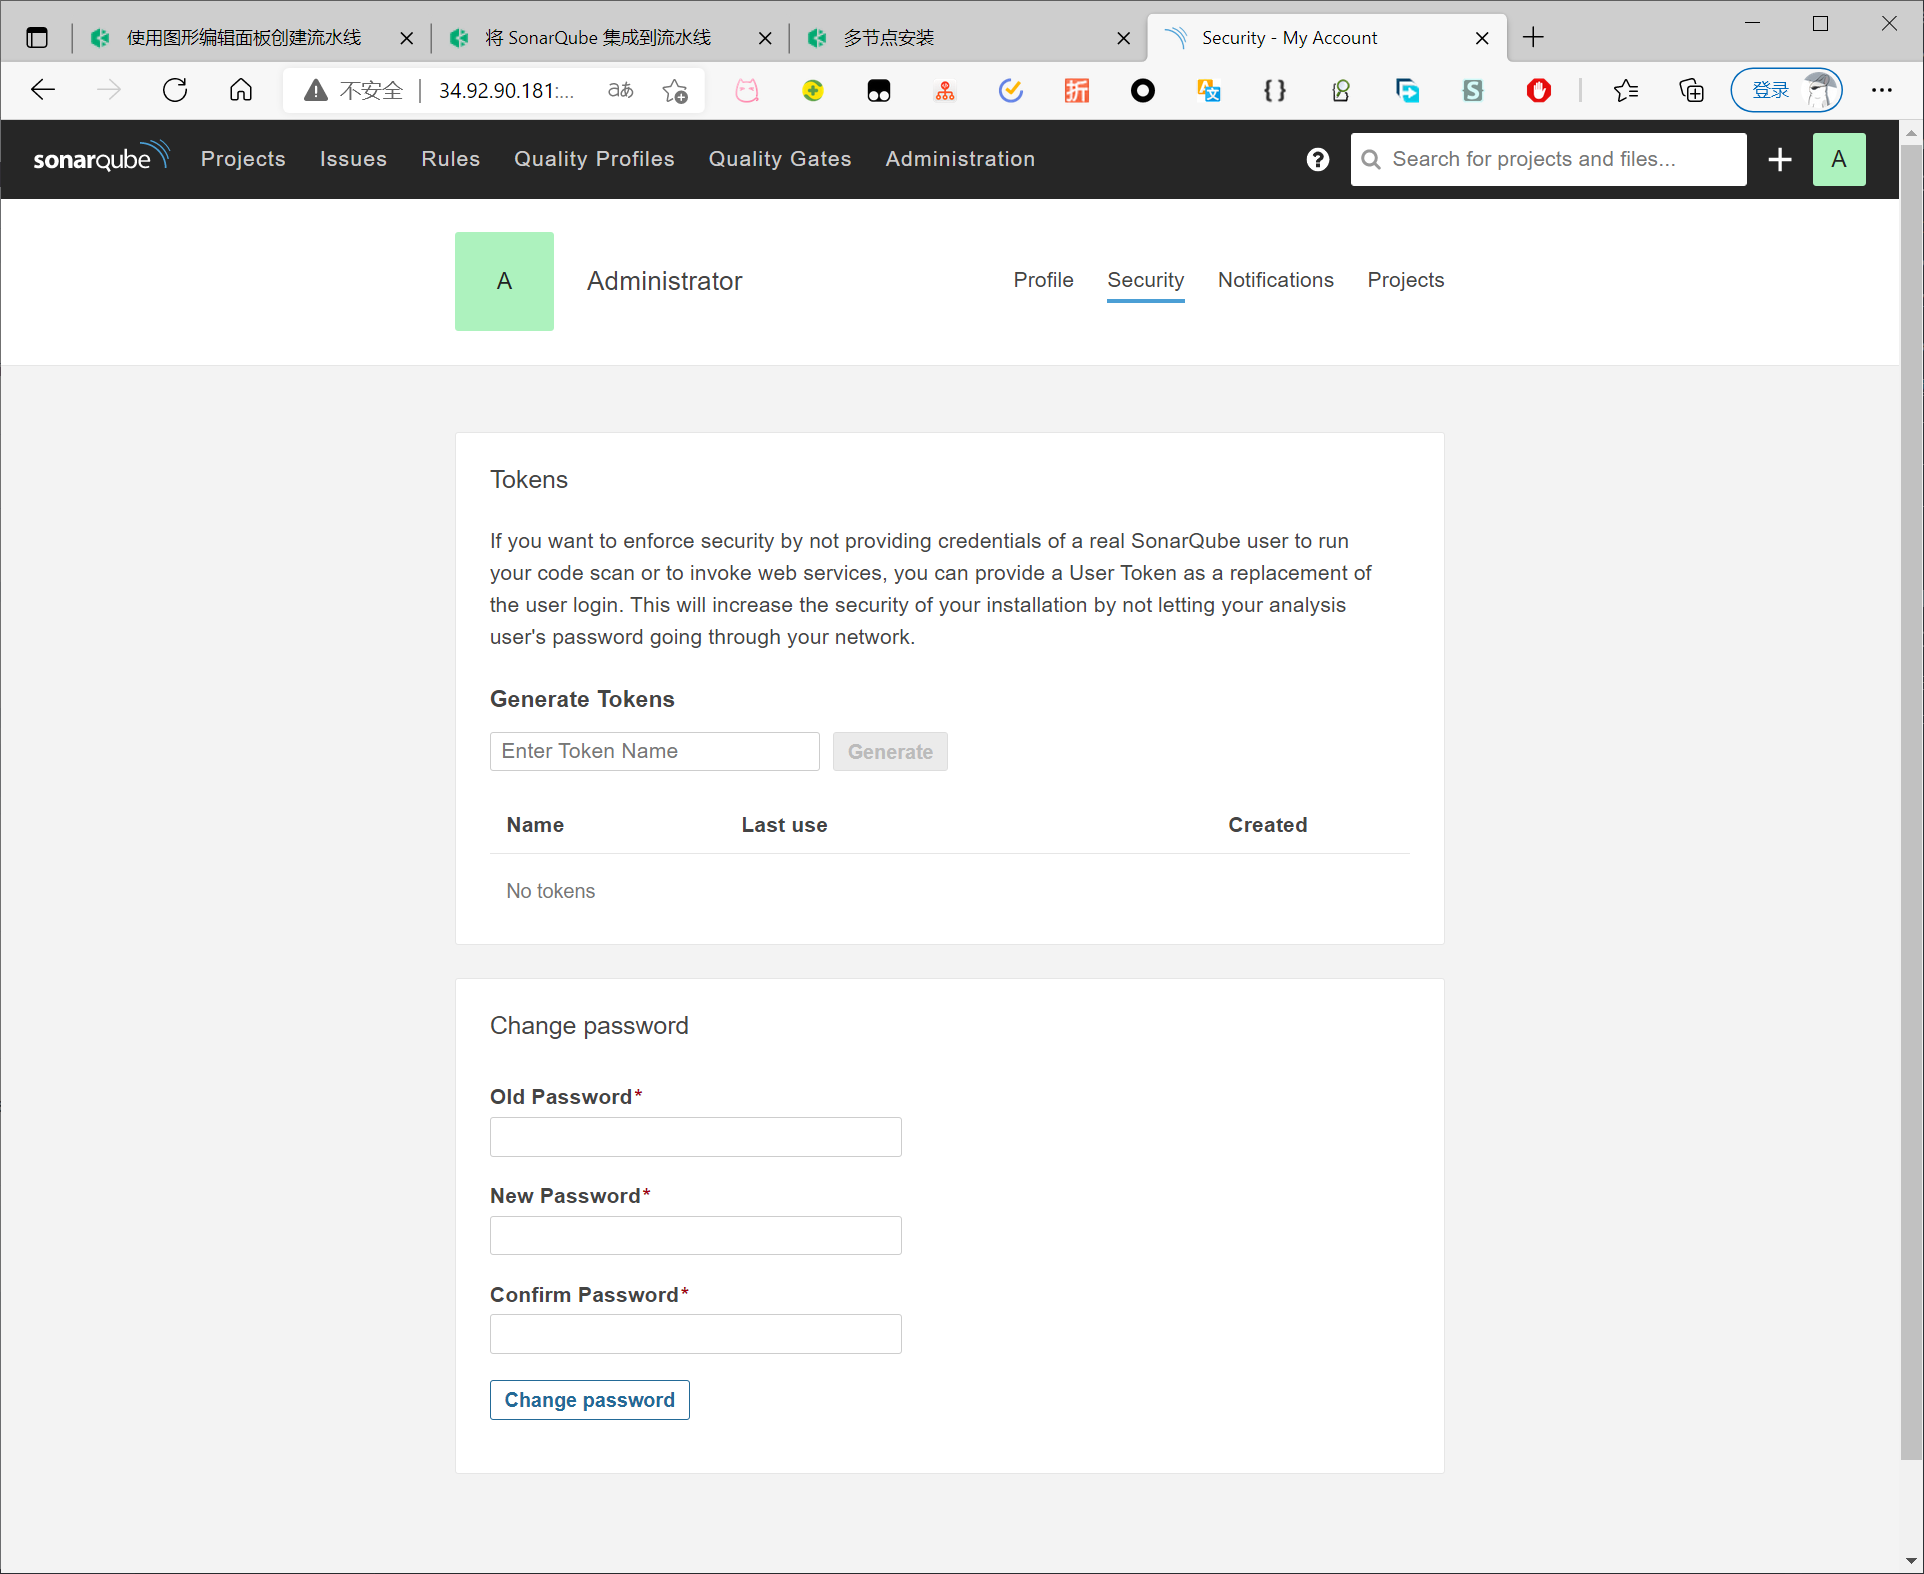 使用图形编辑面板创建流水线
将 SonarQube 集成到流水线
多节点安装
Security - My Account
不安全
34.92.90.181:...
aあ
折
登录
sonarqube
Projects
Issues
Rules
Quality Profiles
Quality Gates
Administration
Search for projects and files...
A
A
Administrator
Profile
Security
Notifications
Projects
Tokens
If you want to enforce security by not providing credentials of a real SonarQube user to run
your code scan or to invoke web services, you can provide a User Token as a replacement of
the user login. This will increase the security of your installation by not letting your analysis
user's password going through your network.
Generate Tokens
Enter Token Name
Generate
Name
Last use
Created
No tokens
Change password
Old Password*
New Password*
Confirm Password*
Change password